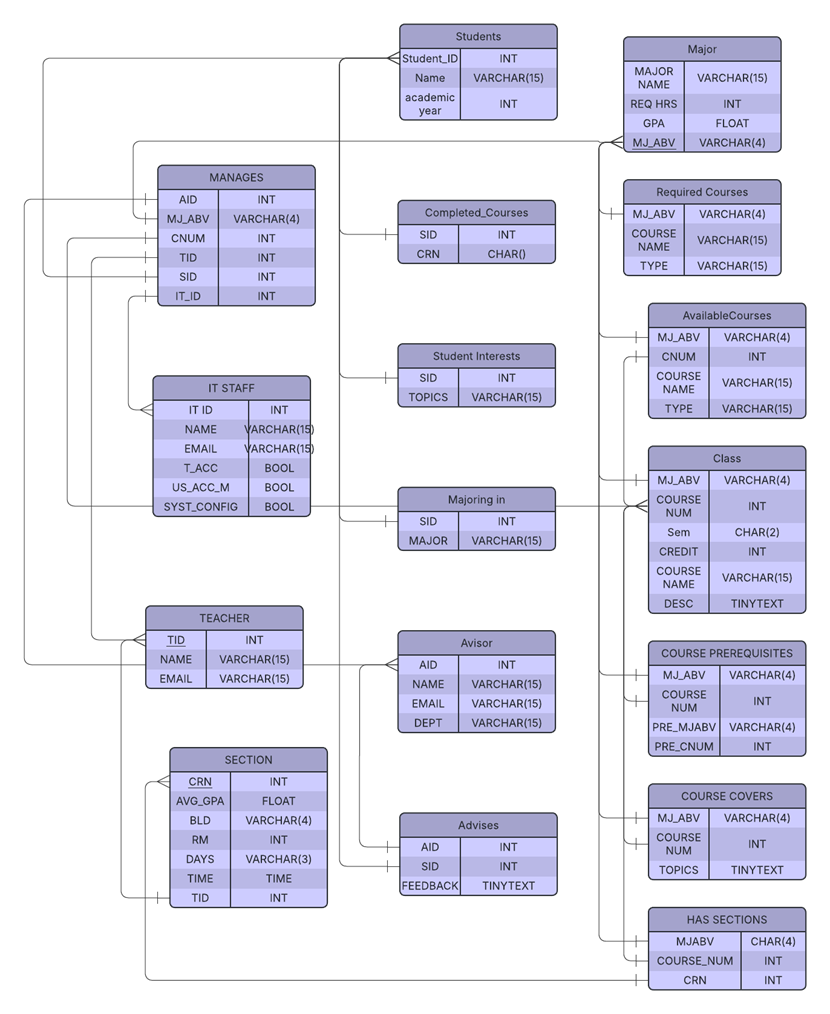 Students
Student_ID INT
Name VARCHAR(15)
academic
year INT
Major
MAJOR
NAME VARCHAR(15)
REQ HRS INT
GPA FLOAT
MJ_ABV VARCHAR(4)
MANAGES
AID INT
MJ_ABV VARCHAR(4)
CNUM INT
TID INT
SID INT
IT_ID INT
Completed_Courses
SID INT
CRN CHAR()
Required Courses
MJ_ABV VARCHAR(4)
COURSE
NAME VARCHAR(15)
TYPE VARCHAR(15)
AvailableCourses
MJ_ABV VARCHAR(4)
CNUM INT
COURSE
NAME VARCHAR(15)
TYPE VARCHAR(15)
Student Interests
SID INT
TOPICS VARCHAR(15)
IT STAFF
IT ID INT
NAME VARCHAR(15)
EMAIL VARCHAR(15)
T_ACC BOOL
US_ACC_M BOOL
SYST_CONFIG BOOL
Class
MJ_ABV VARCHAR(4)
COURSE
NUM INT
Sem CHAR(2)
CREDIT INT
COURSE
NAME VARCHAR(15)
DESC TINYTEXT
Majoring in
SID INT
MAJOR VARCHAR(15)
TEACHER
TID INT
NAME VARCHAR(15)
EMAIL VARCHAR(15)
Avisor
AID INT
NAME VARCHAR(15)
EMAIL VARCHAR(15)
DEPT VARCHAR(15)
COURSE PREREQUISITES
MJ_ABV VARCHAR(4)
COURSE
NUM INT
PRE_MJABV VARCHAR(4)
PRE_CNUM INT
SECTION
CRN INT
AVG_GPA FLOAT
BLD VARCHAR(4)
RM INT
DAYS VARCHAR(3)
TIME TIME
TID INT
Advises
AID INT
SID INT
FEEDBACK TINYTEXT
COURSE COVERS
MJ_ABV VARCHAR(4)
COURSE
NUM INT
TOPICS TINYTEXT
HAS SECTIONS
MJABV CHAR(4)
COURSE_NUM INT
CRN INT